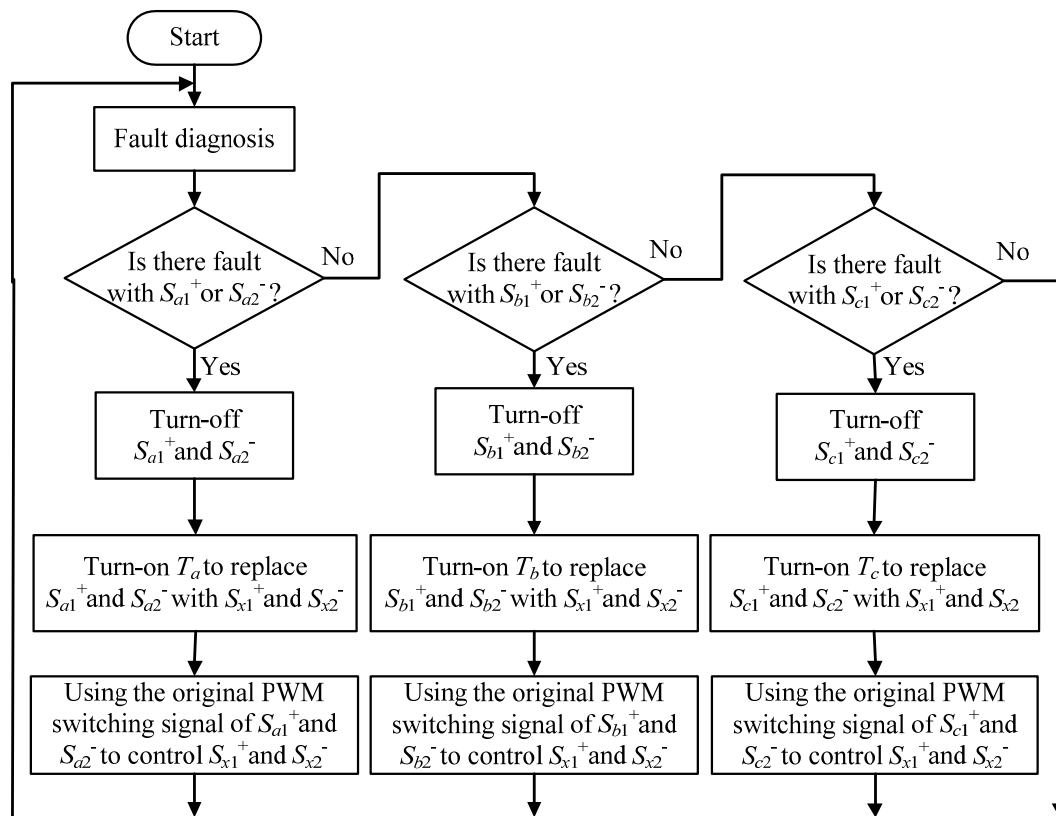 Start
Fault diagnosis
Is there fault
with Sa1+ or Sa2-?
No
Yes
Turn-off
Sa1+ and Sa2-
Turn-on Ta to replace
Sa1+ and Sa2- with Sx1+ and Sx2-
Using the original PWM
switching signal of Sa1+ and
Sa2- to control Sx1+ and Sx2-
Is there fault
with Sb1+ or Sb2-?
No
Yes
Turn-off
Sb1+ and Sb2-
Turn-on Tb to replace
Sb1+ and Sb2- with Sx1+ and Sx2-
Using the original PWM
switching signal of Sb1+ and
Sb2- to control Sx1+ and Sx2-
Is there fault
with Sc1+ or Sc2-?
No
Yes
Turn-off
Sc1+ and Sc2-
Turn-on Tc to replace
Sc1+ and Sc2- with Sx1+ and Sx2
Using the original PWM
switching signal of Sc1+ and
Sc2- to control Sx1+ and Sx2-